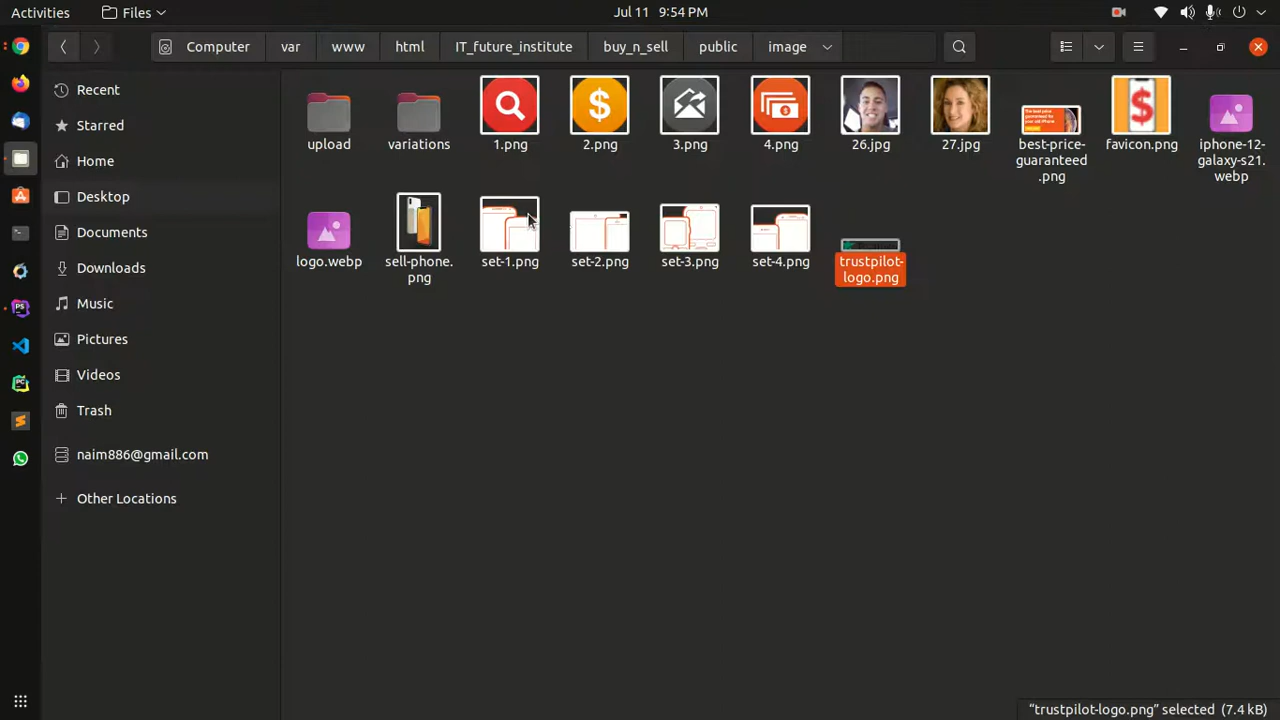 Activities Files Jul 11 9:54 PM
Computer var www html IT_future_institute buy_n_sell public image
Recent
Starred
Home
Desktop
Documents
Downloads
Music
Pictures
Videos
Trash
naim886@gmail.com
+ Other Locations
upload variations 1.png 2.png 3.png 4.png 26.jpg 27.jpg best-price- favicon.png iphone-12-
guaranteed galaxy-s21.
.png webp
logo.webp sell-phone. set-1.png set-2.png set-3.png set-4.png trustpilot-
png logo.png
"trustpilot-logo.png" selected (7.4 kB)